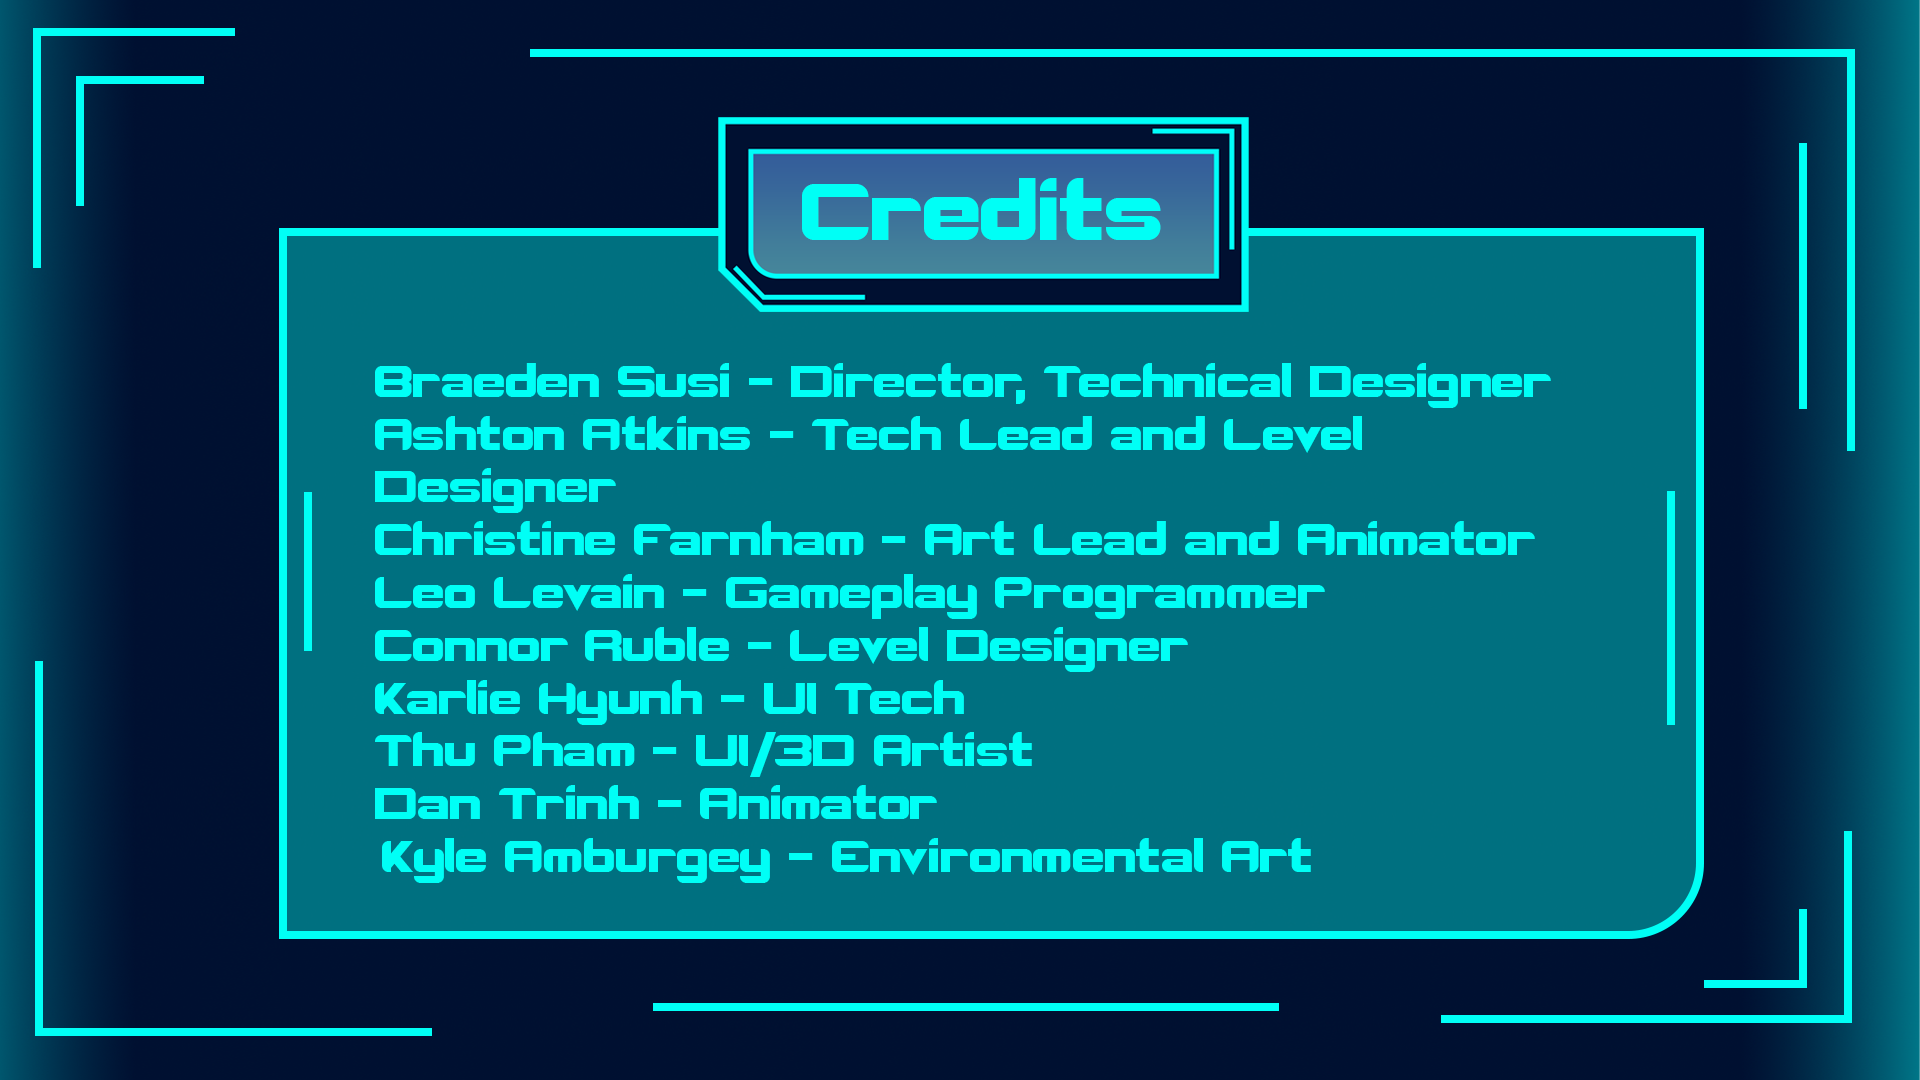 Credits
Braeden Susi - Director, Technical Designer
Ashton Atkins - Tech Lead and Level
Designer
Christine Farnham - Art Lead and Animator
Leo Levain - Gameplay Programmer
Connor Ruble - Level Designer
Karlie Hyunh - UI Tech
Thu Pham - UI/3D Artist
Dan Trinh - Animator
Kyle Amburgey - Environmental Art